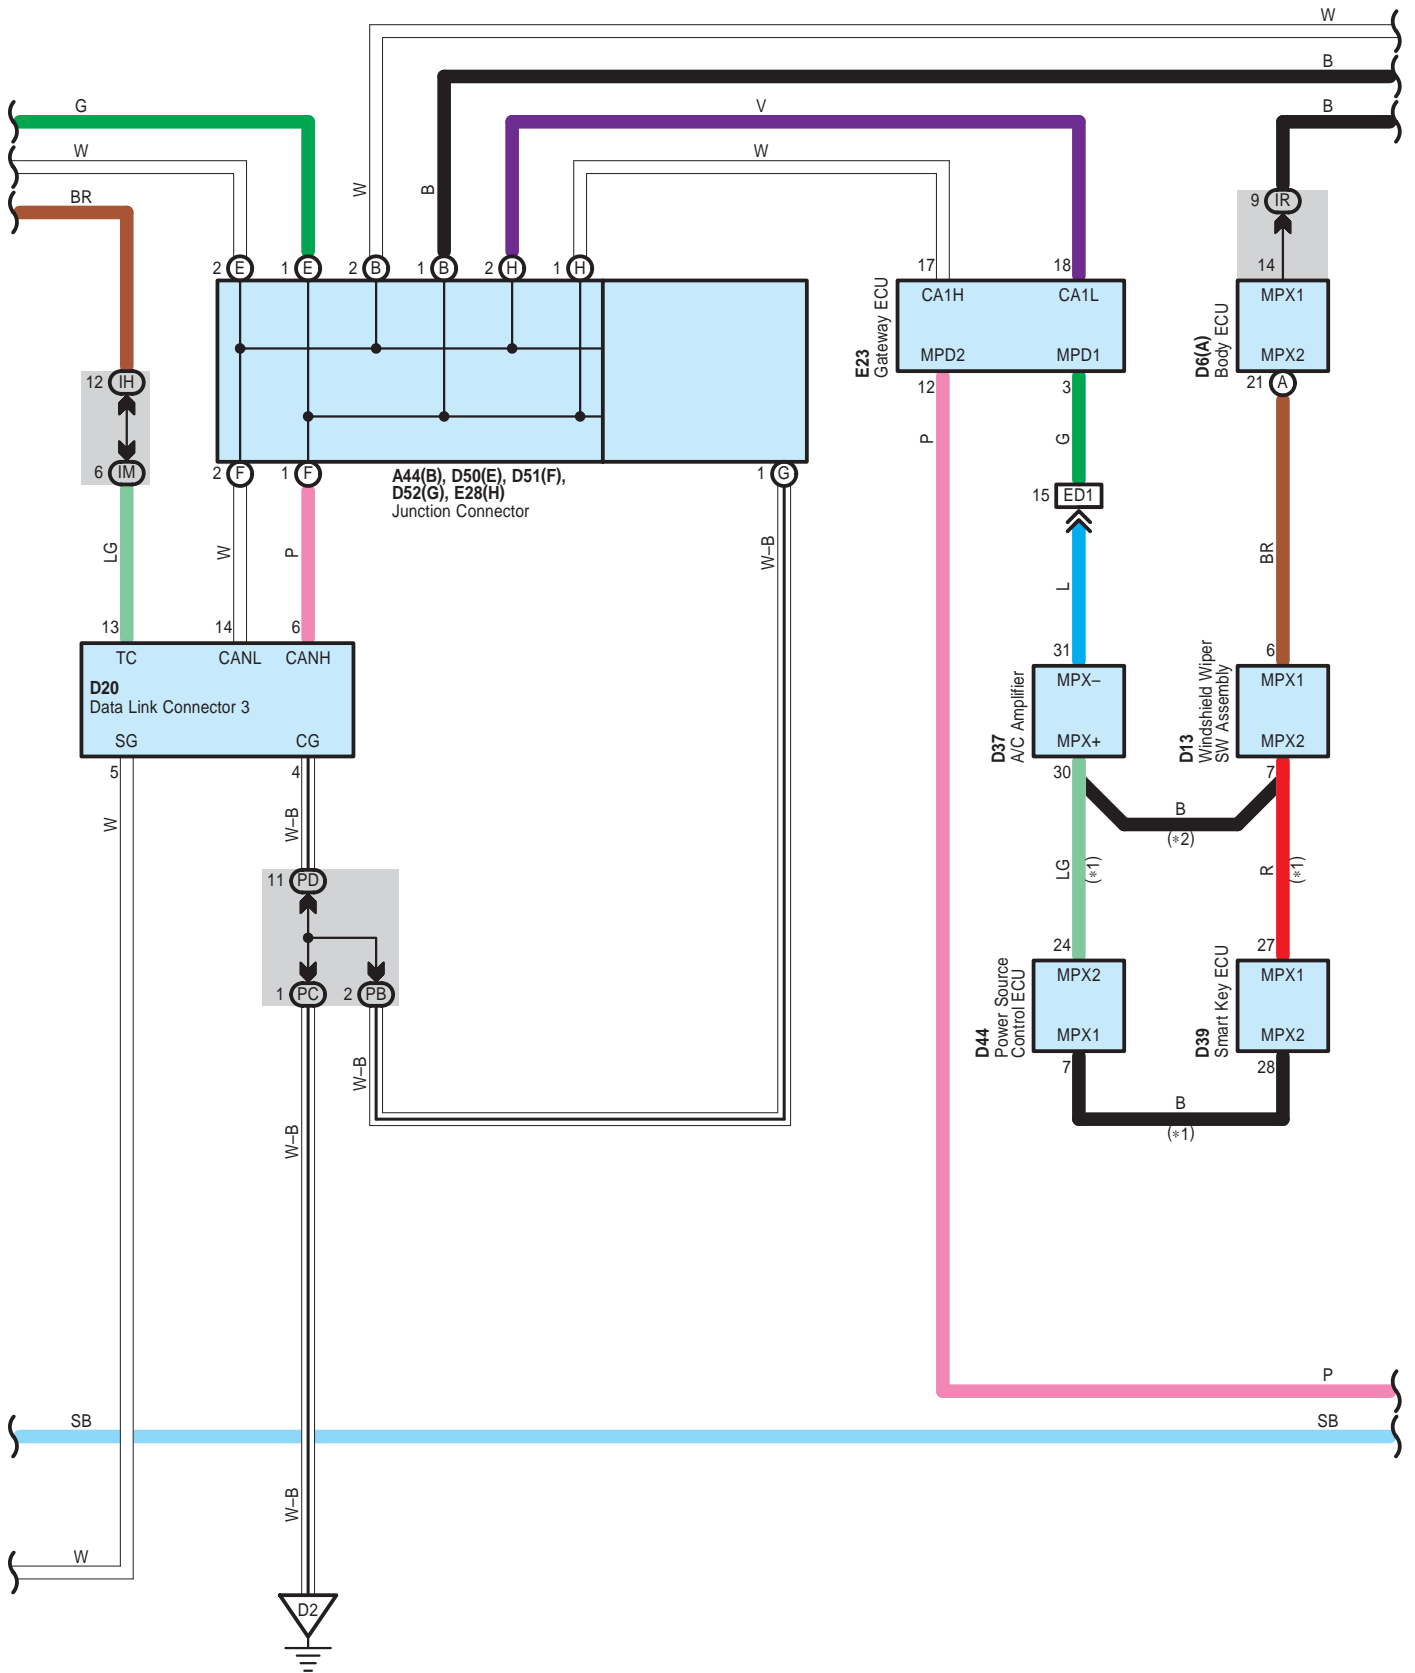 W
B
G
V
B
W
W
BR
W
B
9 IR
2 E
1 E
2 B
1 B
2 H
1 H
17
18
14
CA1H
CA1L
MPX1
E23
Gateway ECU
D6(A)
Body ECU
MPD2
MPD1
MPX2
12 IH
12
3
21 A
P
G
6 IM
2 F
1 F
A44(B), D50(E), D51(F),
D52(G), E28(H)
Junction Connector
1 G
15 ED1
LG
W
P
W–B
L
BR
13
14
6
31
6
TC
CANL
CANH
MPX–
MPX1
D20
Data Link Connector 3
D37
A/C Amplifier
D13
Windshield Wiper
SW Assembly
SG
CG
MPX+
MPX2
5
4
30
7
W
W–B
B
(*2)
LG
(*1)
R
(*1)
11 PD
24
27
MPX2
MPX1
1 PC
2 PB
D44
Power Source
Control ECU
D39
Smart Key ECU
MPX1
MPX2
7
28
W–B
W–B
B
(*1)
P
SB
SB
W–B
W
D2